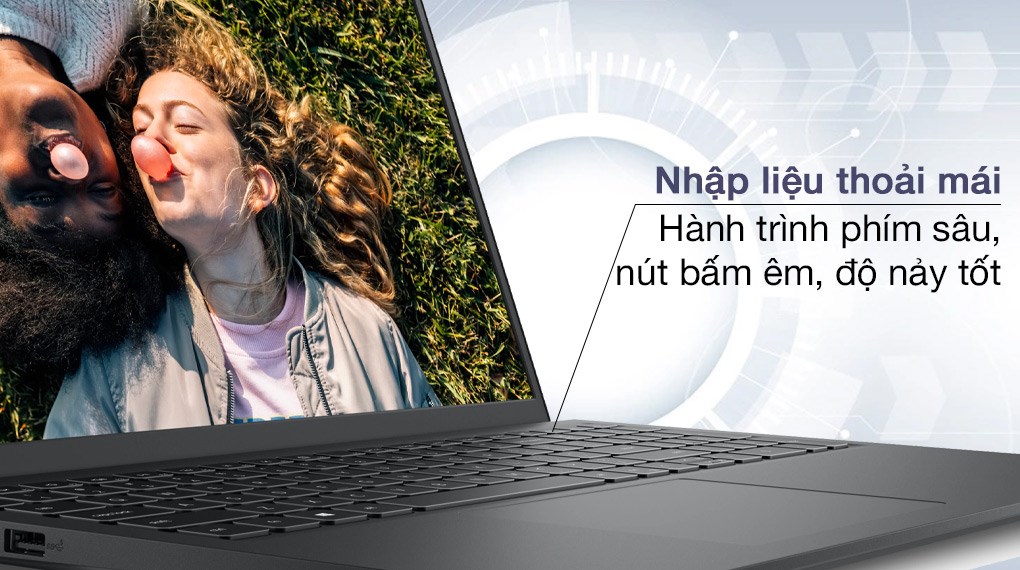 Nhập liệu thoải mái
Hành trình phím sâu,
nút bấm êm, độ nảy tốt